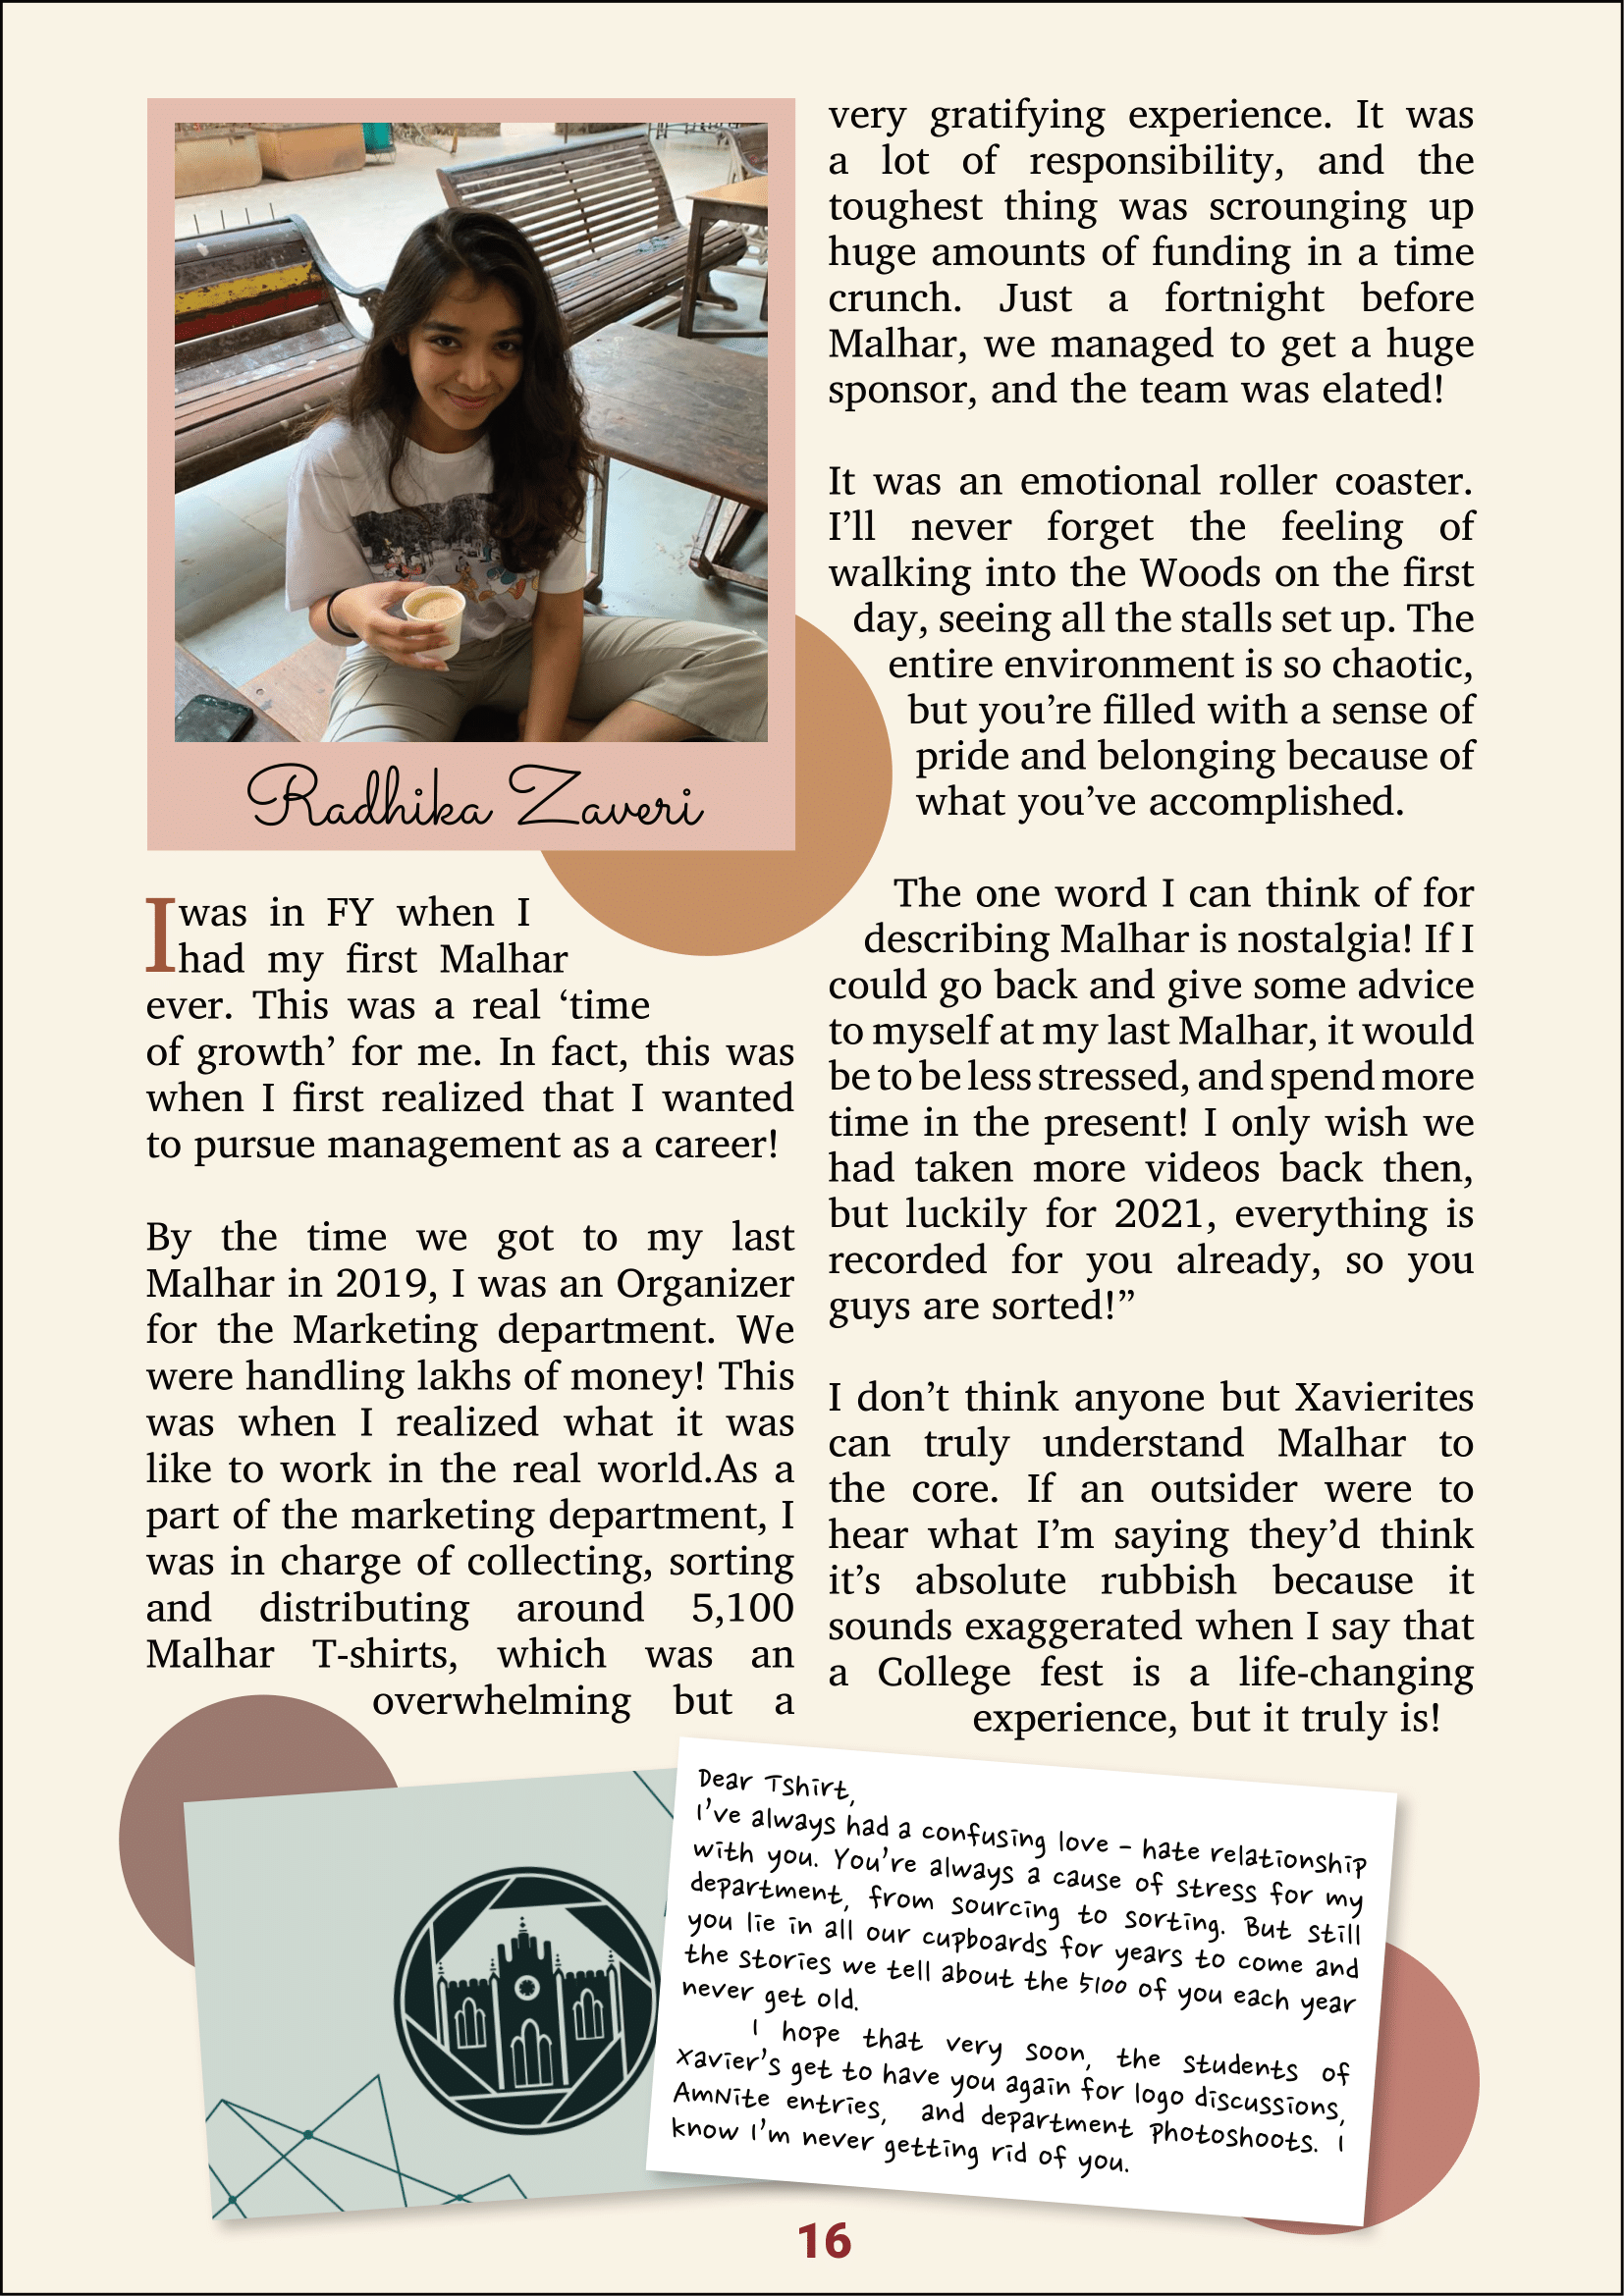 Radhika Zaveri
I was in FY when I
had my first Malhar
ever. This was a real ‘time
of growth’ for me. In fact, this was
when I first realized that I wanted
to pursue management as a career!
By the time we got to my last
Malhar in 2019, I was an Organizer
for the Marketing department. We
were handling lakhs of money! This
was when I realized what it was
like to work in the real world.As a
part of the marketing department, I
was in charge of collecting, sorting
and distributing around 5,100
Malhar T-shirts, which was an
overwhelming but a
very gratifying experience. It was
a lot of responsibility, and the
toughest thing was scrounging up
huge amounts of funding in a time
crunch. Just a fortnight before
Malhar, we managed to get a huge
sponsor, and the team was elated!
It was an emotional roller coaster.
I’ll never forget the feeling of
walking into the Woods on the first
day, seeing all the stalls set up. The
entire environment is so chaotic,
but you’re filled with a sense of
pride and belonging because of
what you’ve accomplished.
The one word I can think of for
describing Malhar is nostalgia! If I
could go back and give some advice
to myself at my last Malhar, it would
be to be less stressed, and spend more
time in the present! I only wish we
had taken more videos back then,
but luckily for 2021, everything is
recorded for you already, so you
guys are sorted!”
I don’t think anyone but Xavierites
can truly understand Malhar to
the core. If an outsider were to
hear what I’m saying they’d think
it’s absolute rubbish because it
sounds exaggerated when I say that
a College fest is a life-changing
experience, but it truly is!
Dear Tshirt,
I’ve always had a confusing love - hate relationship
with you. You’re always a cause of stress for my
department, from sourcing to sorting. But still
you lie in all our cupboards for years to come and
the stories we tell about the 5100 of you each year
never get old.
I hope that very soon, the students of
Xavier’s get to have you again for logo discussions,
AmNite entries, and department Photoshoots. I
know I’m never getting rid of you.
16